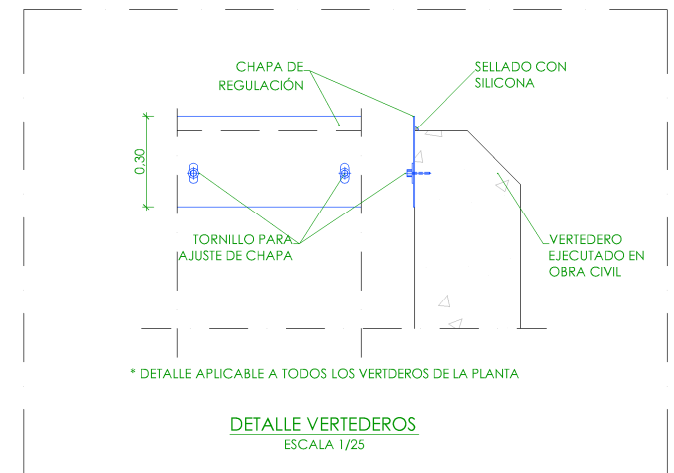 CHAPA DE
REGULACIÓN
SELLADO CON
SILICONA
0,30
TORNILLO PARA
AJUSTE DE CHAPA
VERTEDERO
EJECUTADO EN
OBRA CIVIL
* DETALLE APLICABLE A TODOS LOS VERTDEROS DE LA PLANTA
DETALLE VERTEDEROS
ESCALA 1/25